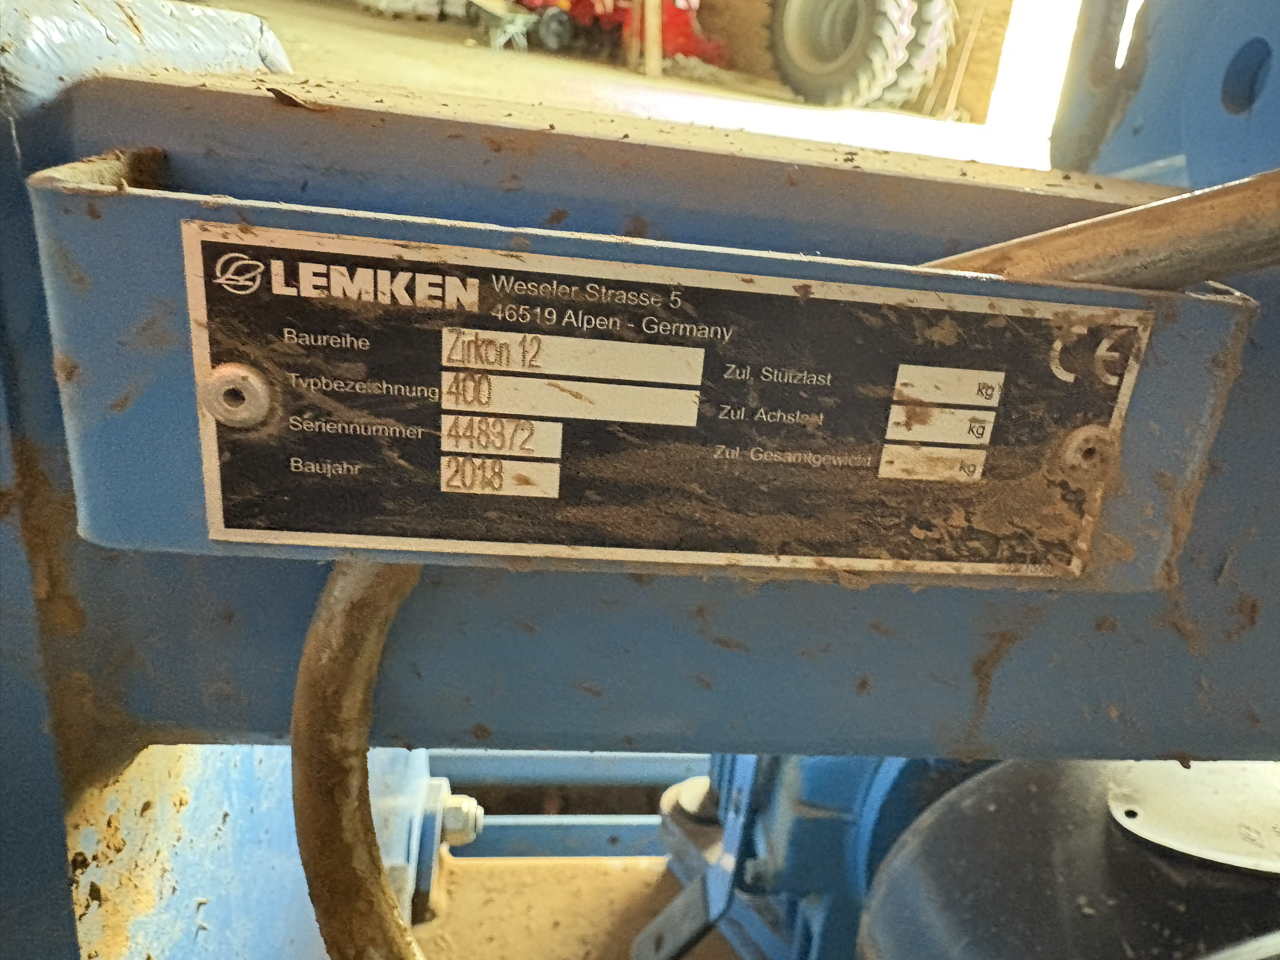 LEMKEN
Weseler Strasse 5
46519 Alpen - Germany
Baureihe Zirkon 12
Typbezeichnung 400
Seriennummer 448972
Baujahr 2018
Zul. Stützlast kg
Zul. Achslast kg
Zul. Gesamtgewicht kg
CE